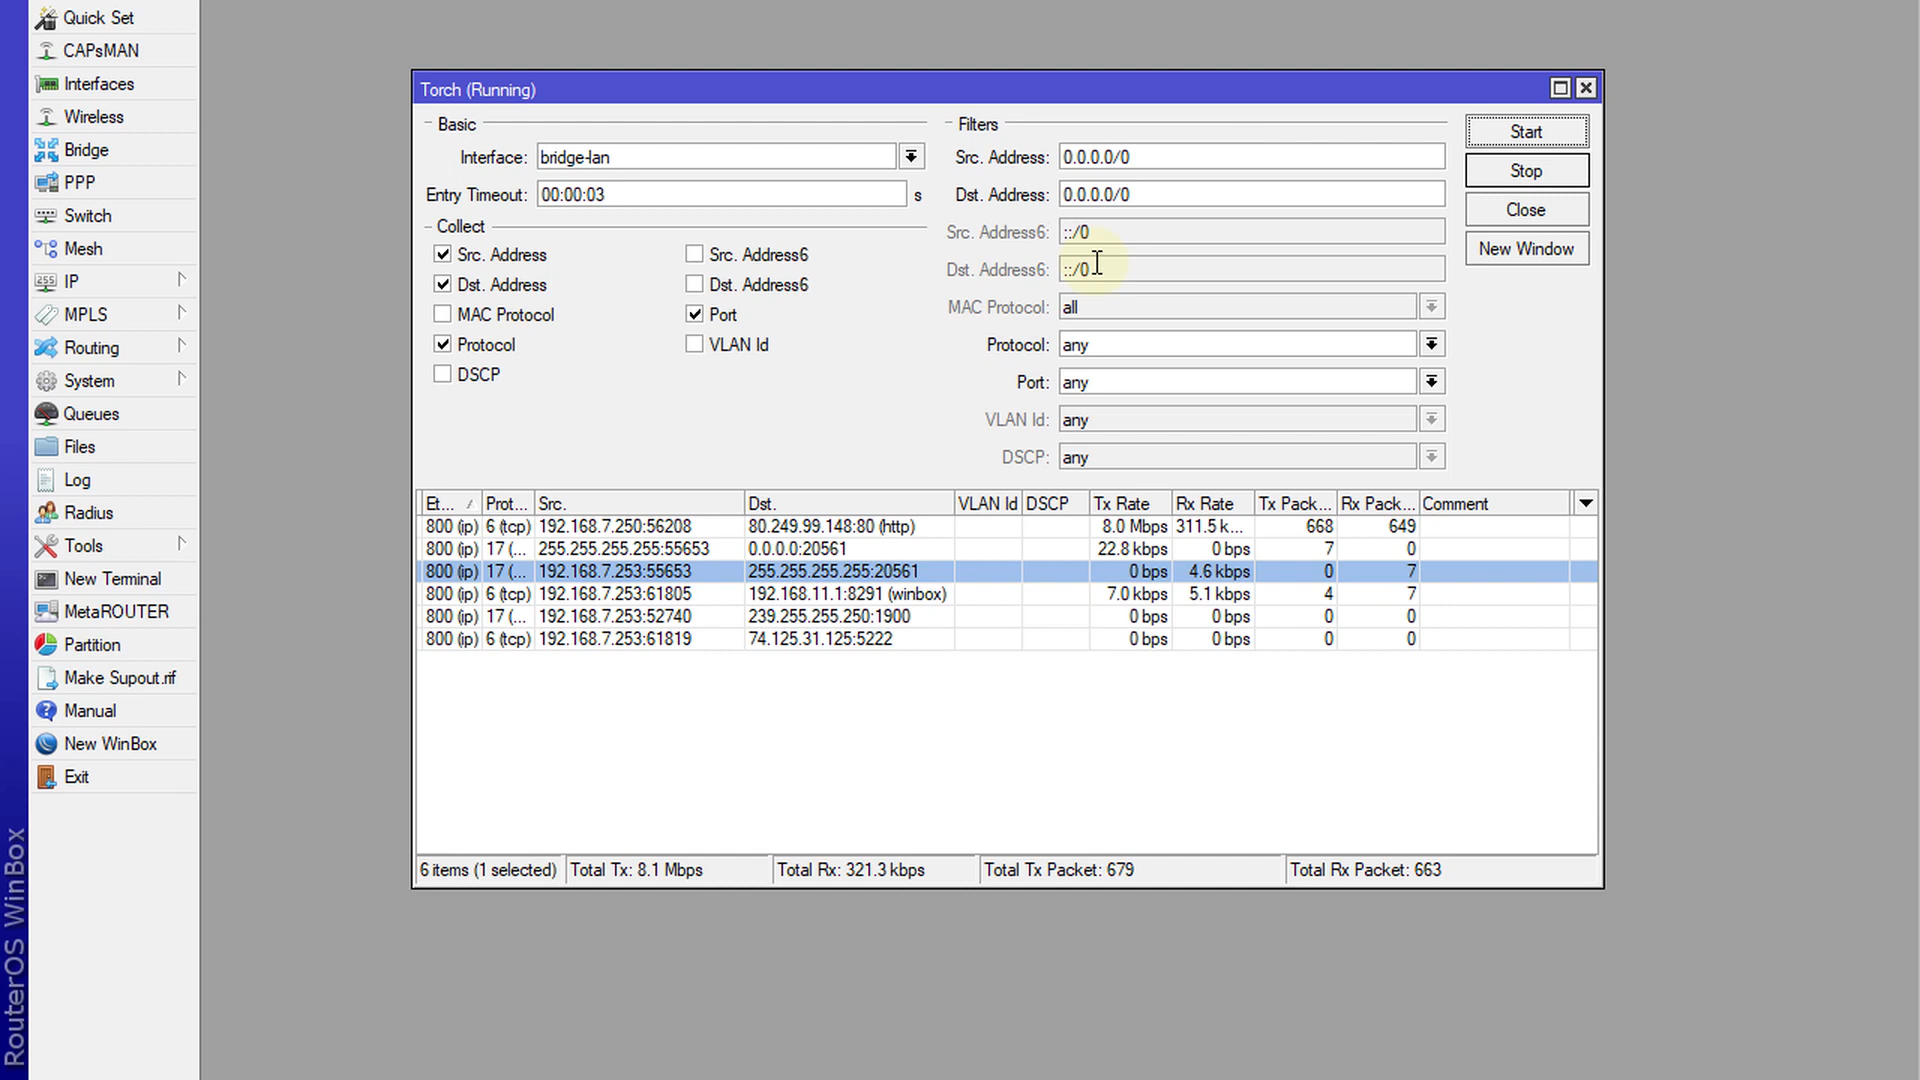 Quick Set
CAPsMAN
Interfaces
Wireless
Bridge
PPP
Switch
Mesh
IP
MPLS
Routing
System
Queues
Files
Log
Radius
Tools
New Terminal
MetaROUTER
Partition
Make Supout.rif
Manual
New WinBox
Exit
RouterOS WinBox
Torch (Running)
Basic
Interface: bridge-lan
Entry Timeout: 00:00:03 s
Collect
Src. Address
Src. Address6
Dst. Address
Dst. Address6
MAC Protocol
Port
Protocol
VLAN Id
DSCP
Filters
Src. Address: 0.0.0.0/0
Dst. Address: 0.0.0.0/0
Src. Address6: ::/0
Dst. Address6: ::/0
MAC Protocol: all
Protocol: any
Port: any
VLAN Id: any
DSCP: any
Start
Stop
Close
New Window
Et... Prot... Src. Dst. VLAN Id DSCP Tx Rate Rx Rate Tx Pack... Rx Pack... Comment
800 (ip) 6 (tcp) 192.168.7.250:56208 80.249.99.148:80 (http) 8.0 Mbps 311.5 k... 668 649
800 (ip) 17 (... 255.255.255.255:55653 0.0.0.0:20561 22.8 kbps 0 bps 7 0
800 (ip) 17 (... 192.168.7.253:55653 255.255.255.255:20561 0 bps 4.6 kbps 0 7
800 (ip) 6 (tcp) 192.168.7.253:61805 192.168.11.1:8291 (winbox) 7.0 kbps 5.1 kbps 4 7
800 (ip) 17 (... 192.168.7.253:52740 239.255.255.250:1900 0 bps 0 bps 0 0
800 (ip) 6 (tcp) 192.168.7.253:61819 74.125.31.125:5222 0 bps 0 bps 0 0
6 items (1 selected) Total Tx: 8.1 Mbps Total Rx: 321.3 kbps Total Tx Packet: 679 Total Rx Packet: 663